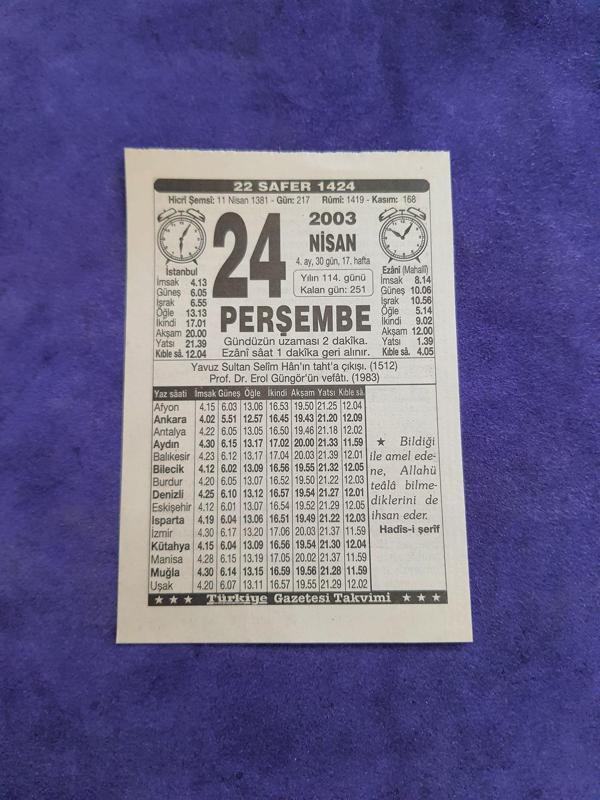 22 SAFER 1424
Hicrî Şemsî: 11 Nisan 1381 - Gün: 217 Rûmî: 1419 - Kasım: 168
24
2003
NİSAN
4. ay, 30 gün, 17. hafta
Yılın 114. günü
Kalan gün: 251
İstanbul
İmsak 4.13
Güneş 6.05
İşrak 6.55
Öğle 13.13
İkindi 17.01
Akşam 20.00
Yatsı 21.39
Kıble sâ. 12.04
Ezânî (Mahallî)
İmsak 8.14
Güneş 10.06
İşrak 10.56
Öğle 5.14
İkindi 9.02
Akşam 12.00
Yatsı 1.39
Kıble sâ. 4.05
PERŞEMBE
Gündüzün uzaması 2 dakîka.
Ezânî sâat 1 dakîka geri alınır.
Yavuz Sultan Selîm Hân'ın taht'a çıkışı. (1512)
Prof. Dr. Erol Güngör'ün vefâtı. (1983)
Yaz sâati İmsak Güneş Öğle İkindi Akşam Yatsı Kıble sâ.
Afyon 4.15 6.03 13.06 16.53 19.50 21.25 12.04
Ankara 4.02 5.51 12.57 16.45 19.43 21.20 12.09
Antalya 4.22 6.05 13.05 16.50 19.46 21.18 12.02
Aydın 4.30 6.15 13.17 17.02 20.00 21.33 11.59
Balıkesir 4.23 6.12 13.17 17.04 20.03 21.39 12.01
Bilecik 4.12 6.02 13.09 16.56 19.55 21.32 12.05
Burdur 4.20 6.05 13.07 16.52 19.50 21.22 12.03
Denizli 4.25 6.10 13.12 16.57 19.54 21.27 12.01
Eskişehir 4.12 6.01 13.07 16.54 19.52 21.29 12.05
Isparta 4.19 6.04 13.06 16.51 19.49 21.22 12.03
İzmir 4.30 6.17 13.20 17.06 20.03 21.37 11.59
Kütahya 4.15 6.04 13.09 16.56 19.54 21.30 12.04
Manisa 4.28 6.15 13.19 17.05 20.02 21.37 11.59
Muğla 4.30 6.14 13.15 16.59 19.56 21.28 11.59
Uşak 4.20 6.07 13.11 16.57 19.55 21.29 12.02
★ Bildiği
ile amel ede-
ne, Allahü
teâlâ bilme-
diklerini de
ihsan eder.
Hadîs-i şerîf
★ ★ ★ Türkiye Gazetesi Takvimi ★ ★ ★